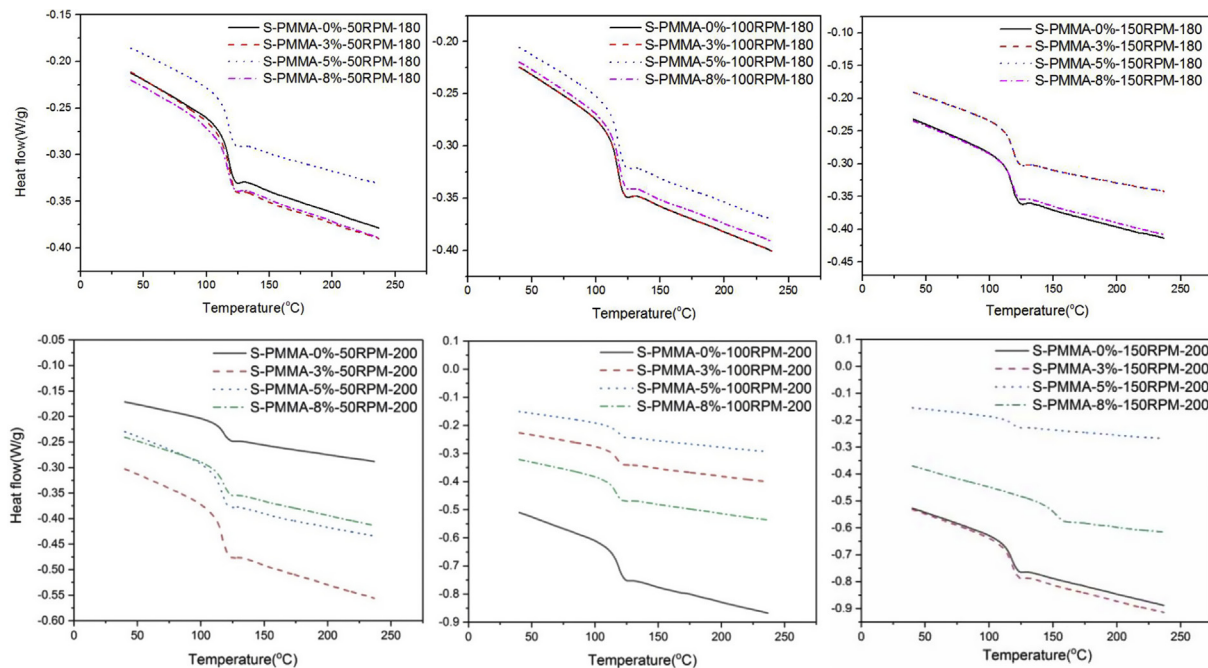 S-PMMA-0%-50RPM-180
S-PMMA-3%-50RPM-180
S-PMMA-5%-50RPM-180
S-PMMA-8%-50RPM-180
-0.15
-0.20
-0.25
-0.30
-0.35
-0.40
Heat flow(W/g)
0 50 100 150 200 250
Temperature(°C)
S-PMMA-0%-100RPM-180
S-PMMA-3%-100RPM-180
S-PMMA-5%-100RPM-180
S-PMMA-8%-100RPM-180
-0.20
-0.25
-0.30
-0.35
-0.40
0 50 100 150 200 250
Temperature(°C)
S-PMMA-0%-150RPM-180
S-PMMA-3%-150RPM-180
S-PMMA-5%-150RPM-180
S-PMMA-8%-150RPM-180
-0.10
-0.15
-0.20
-0.25
-0.30
-0.35
-0.40
-0.45
0 50 100 150 200 250
Temperature(°C)
S-PMMA-0%-50RPM-200
S-PMMA-3%-50RPM-200
S-PMMA-5%-50RPM-200
S-PMMA-8%-50RPM-200
-0.05
-0.10
-0.15
-0.20
-0.25
-0.30
-0.35
-0.40
-0.45
-0.50
-0.55
-0.60
Heat flow(W/g)
0 50 100 150 200 250
Temperature(°C)
S-PMMA-0%-100RPM-200
S-PMMA-3%-100RPM-200
S-PMMA-5%-100RPM-200
S-PMMA-8%-100RPM-200
0.1
0.0
-0.1
-0.2
-0.3
-0.4
-0.5
-0.6
-0.7
-0.8
-0.9
0 50 100 150 200 250
Temperature(°C)
S-PMMA-0%-150RPM-200
S-PMMA-3%-150RPM-200
S-PMMA-5%-150RPM-200
S-PMMA-8%-150RPM-200
0.1
0.0
-0.1
-0.2
-0.3
-0.4
-0.5
-0.6
-0.7
-0.8
-0.9
0 50 100 150 200 250
Temperature(°C)